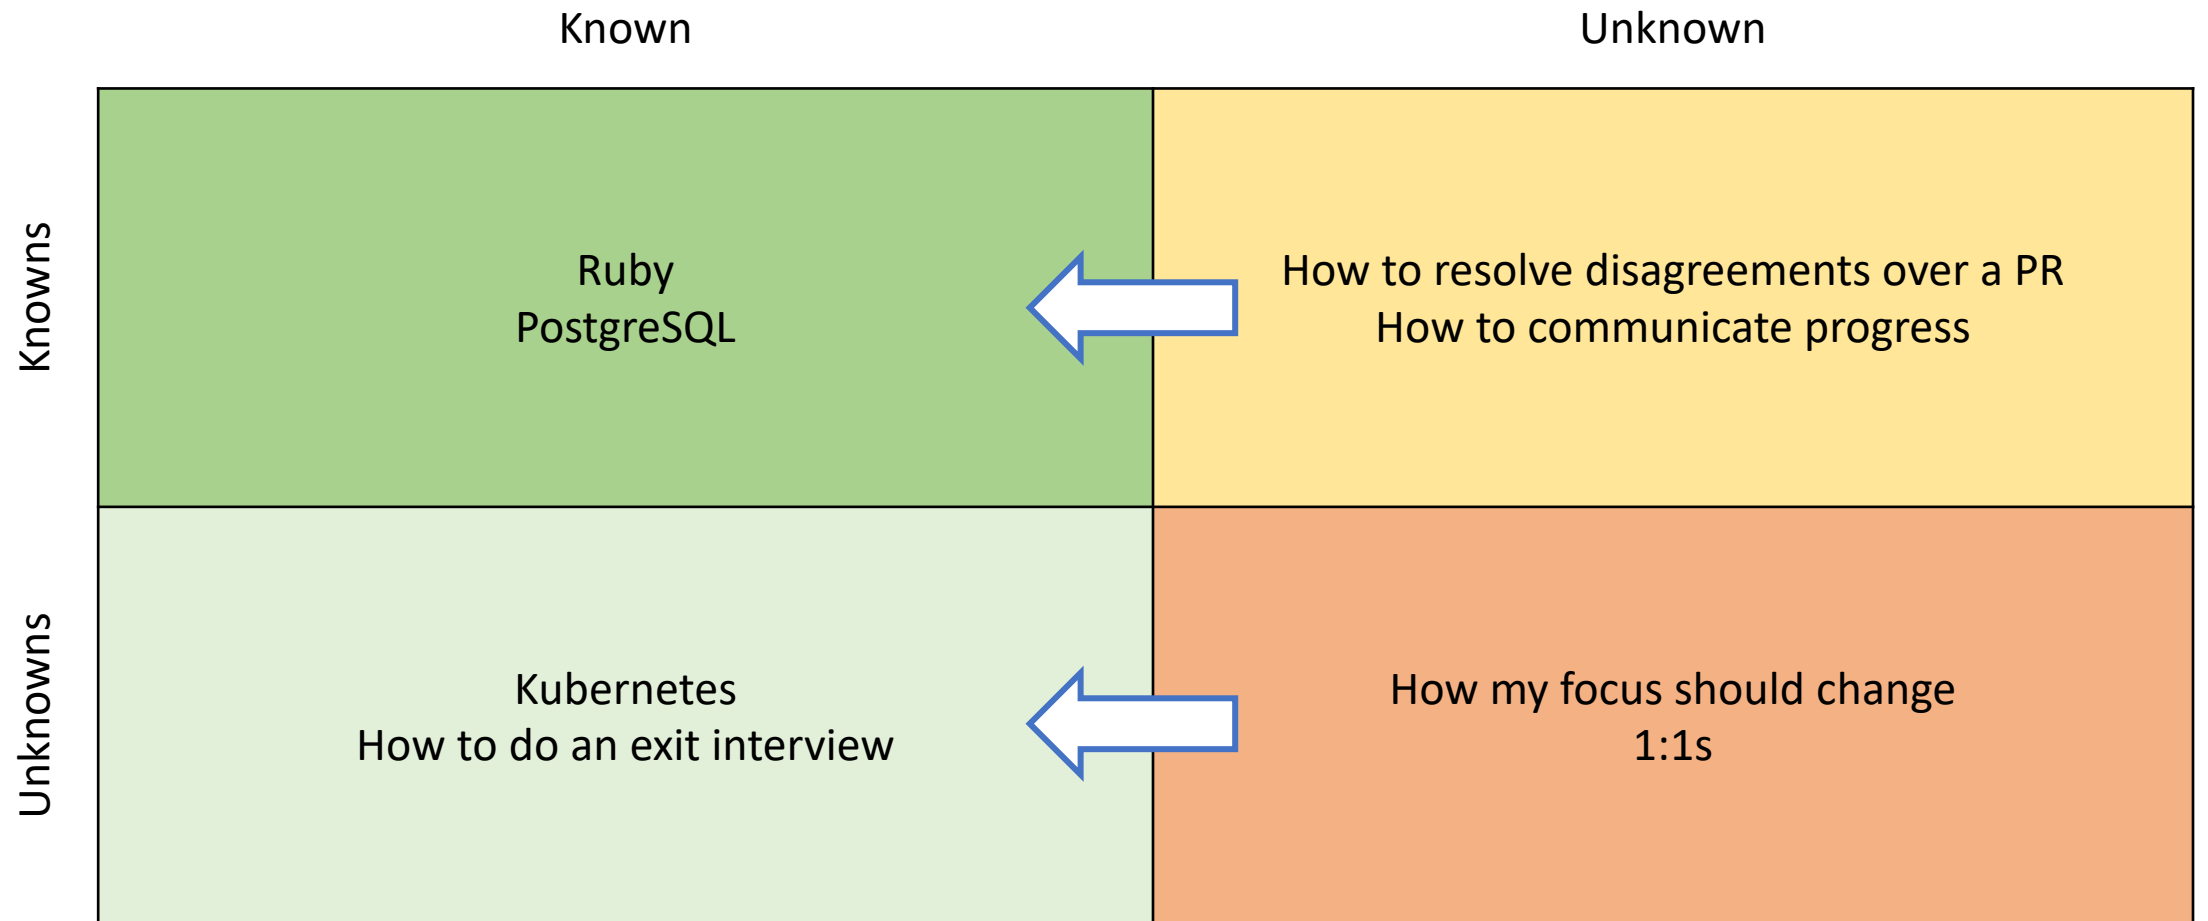 Known
Unknown
Knowns
Ruby
PostgreSQL
How to resolve disagreements over a PR
How to communicate progress
Unknowns
Kubernetes
How to do an exit interview
How my focus should change
1:1s